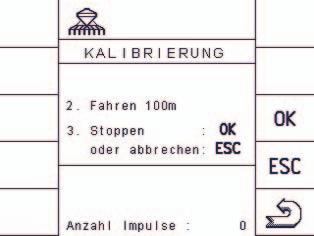 KALIBRIERUNG
2. Fahren 100m
3. Stoppen : OK
oder abbrechen: ESC
OK
ESC
Anzahl Impulse : 0